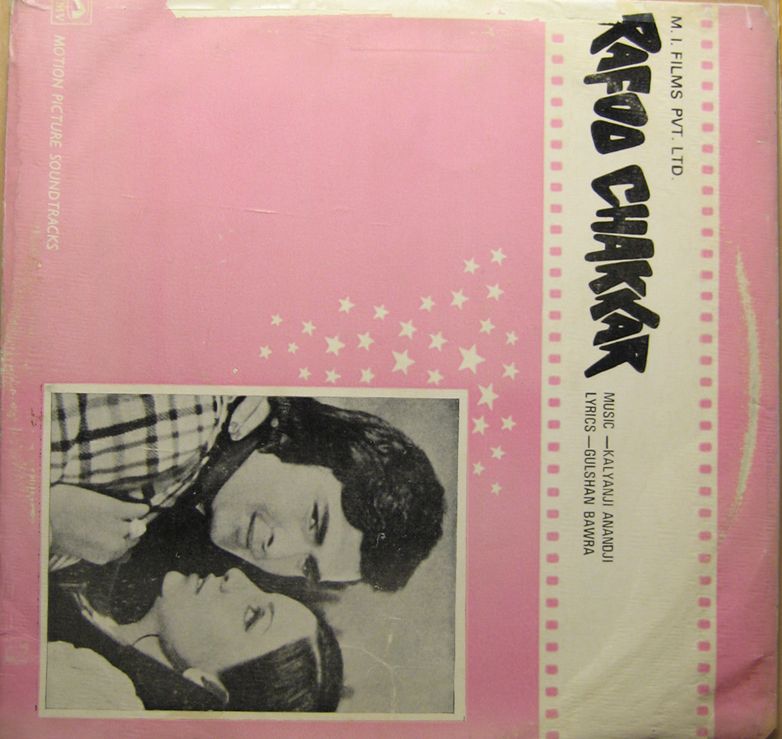 M. I. FILMS PVT. LTD.
RAFOO CHAKKAR
MUSIC — KALYANJI ANANDJI
LYRICS — GULSHAN BAWRA
MOTION PICTURE SOUNDTRACKS